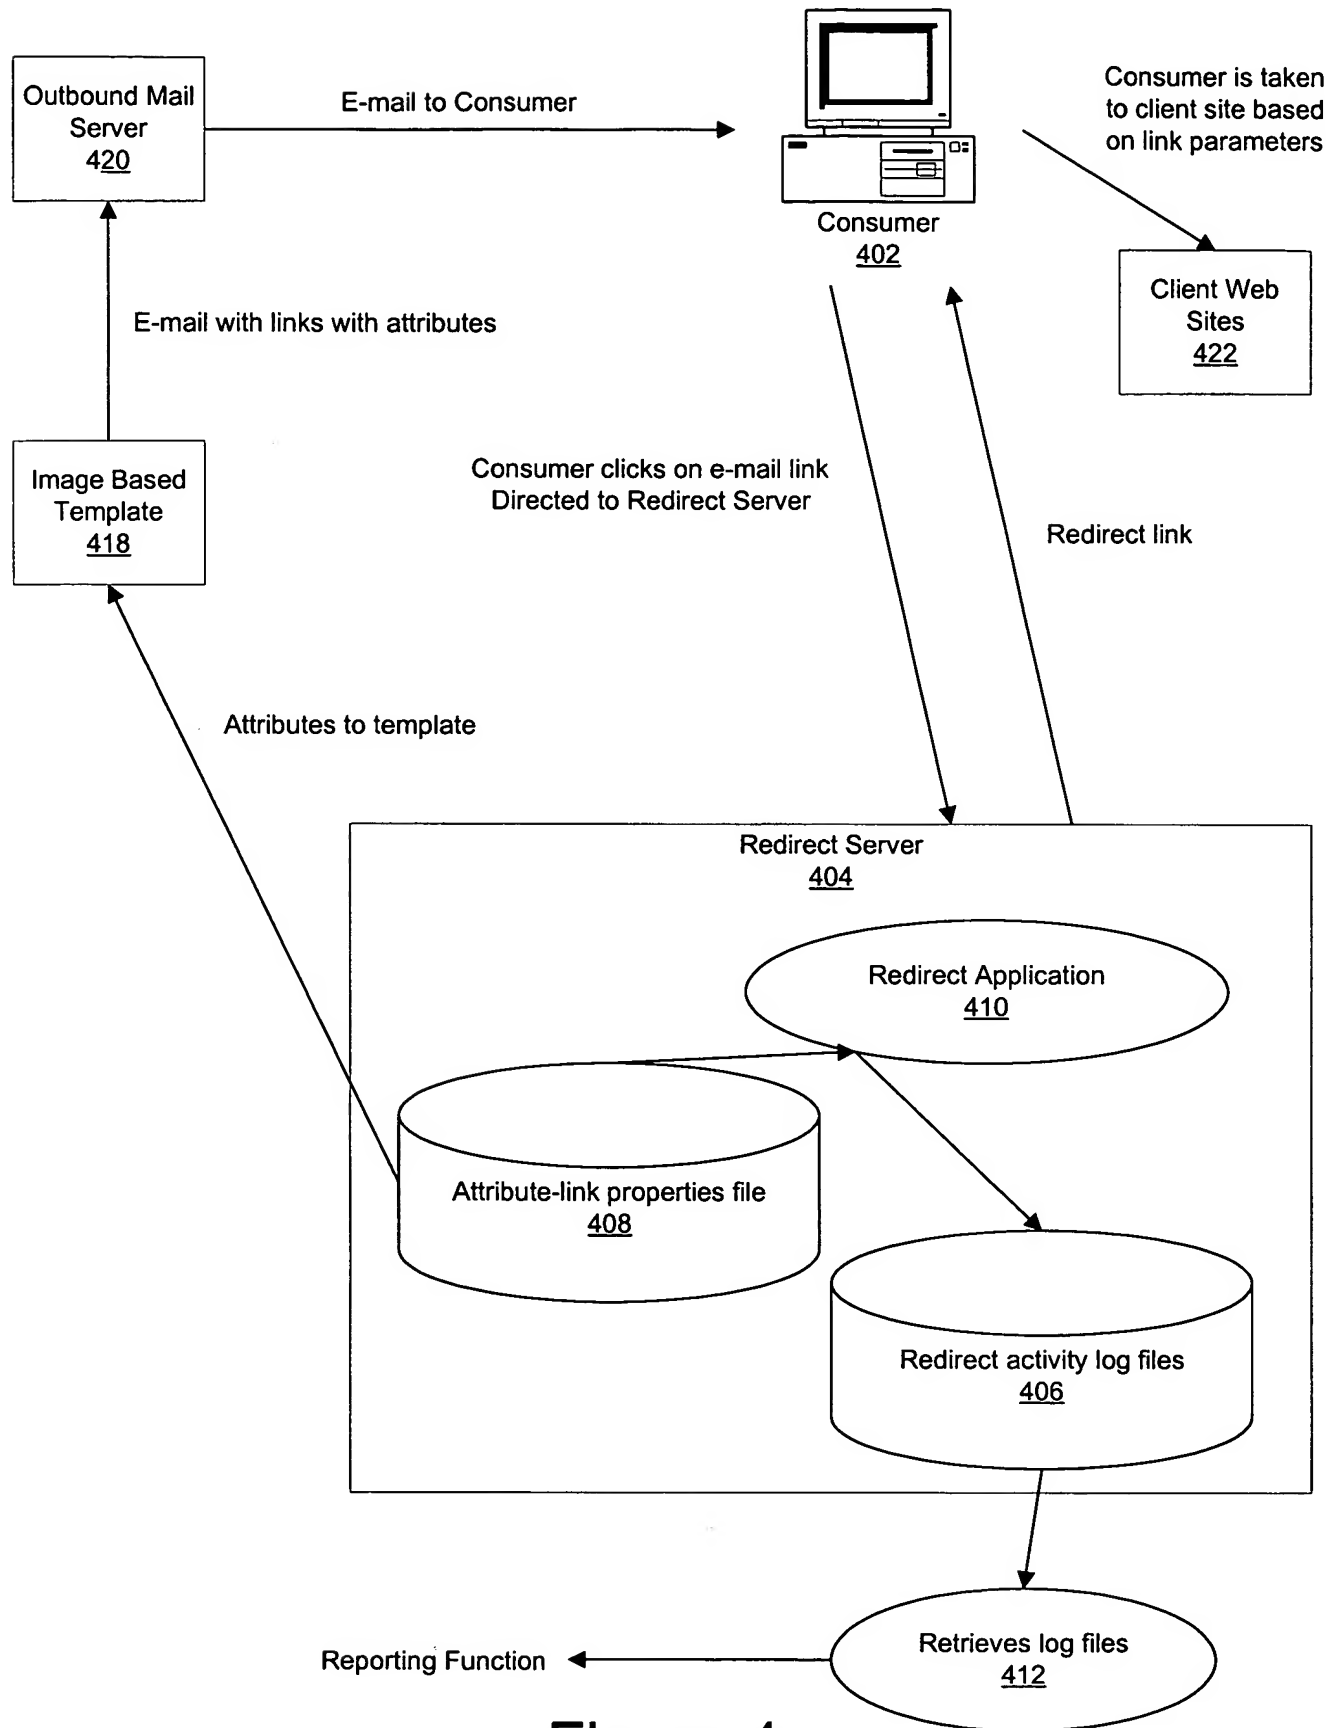 Outbound Mail
Server
420
E-mail to Consumer
Consumer is taken
to client site based
on link parameters
Consumer
402
Client Web
Sites
422
E-mail with links with attributes
Image Based
Template
418
Consumer clicks on e-mail link
Directed to Redirect Server
Redirect link
Attributes to template
Redirect Server
404
Redirect Application
410
Attribute-link properties file
408
Redirect activity log files
406
Retrieves log files
412
Reporting Function